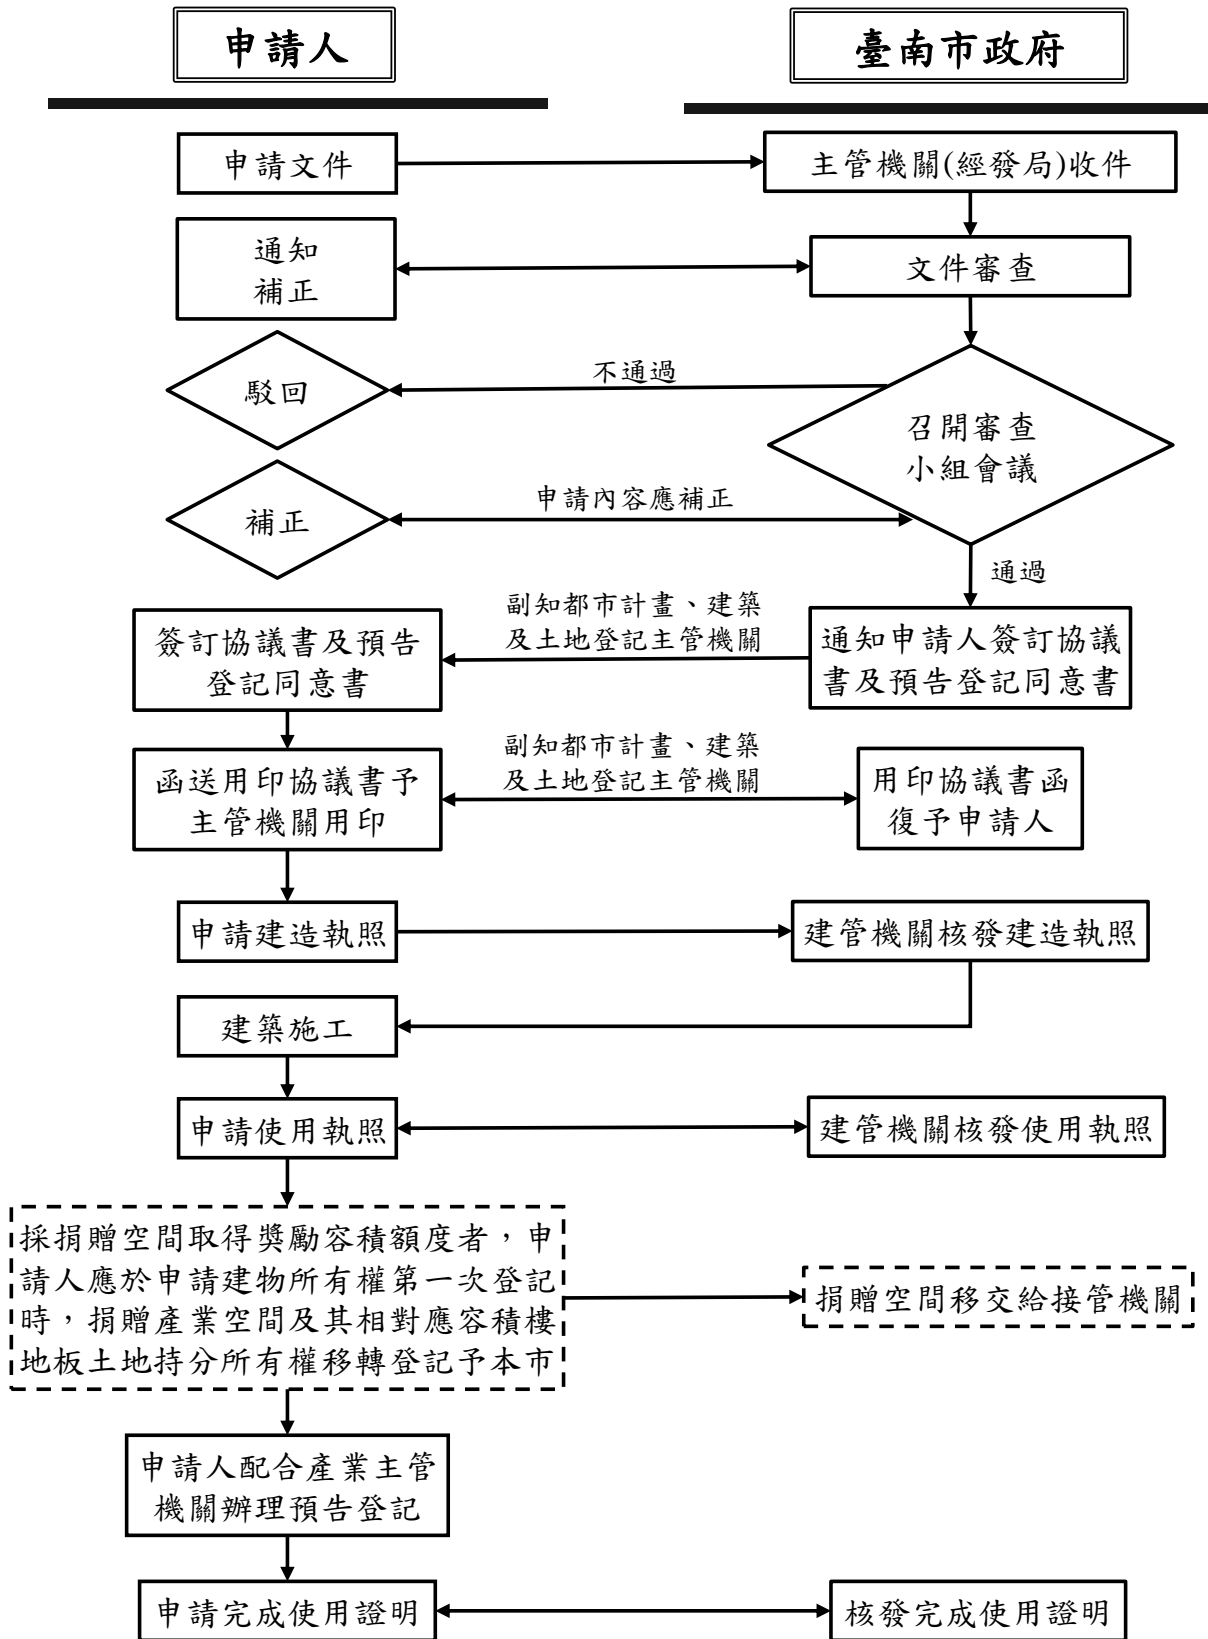 申請人
臺南市政府
申請文件
主管機關(經發局)收件
通知
補正
文件審查
駁回
不通過
召開審查
小組會議
補正
申請內容應補正
通過
簽訂協議書及預告
登記同意書
副知都市計畫、建築
及土地登記主管機關
通知申請人簽訂協議
書及預告登記同意書
函送用印協議書予
主管機關用印
副知都市計畫、建築
及土地登記主管機關
用印協議書函
復予申請人
申請建造執照
建管機關核發建造執照
建築施工
申請使用執照
建管機關核發使用執照
採捐贈空間取得獎勵容積額度者，申
請人應於申請建物所有權第一次登記
時，捐贈產業空間及其相對應容積樓
地板土地持分所有權移轉登記予本市
捐贈空間移交給接管機關
申請人配合產業主管
機關辦理預告登記
申請完成使用證明
核發完成使用證明